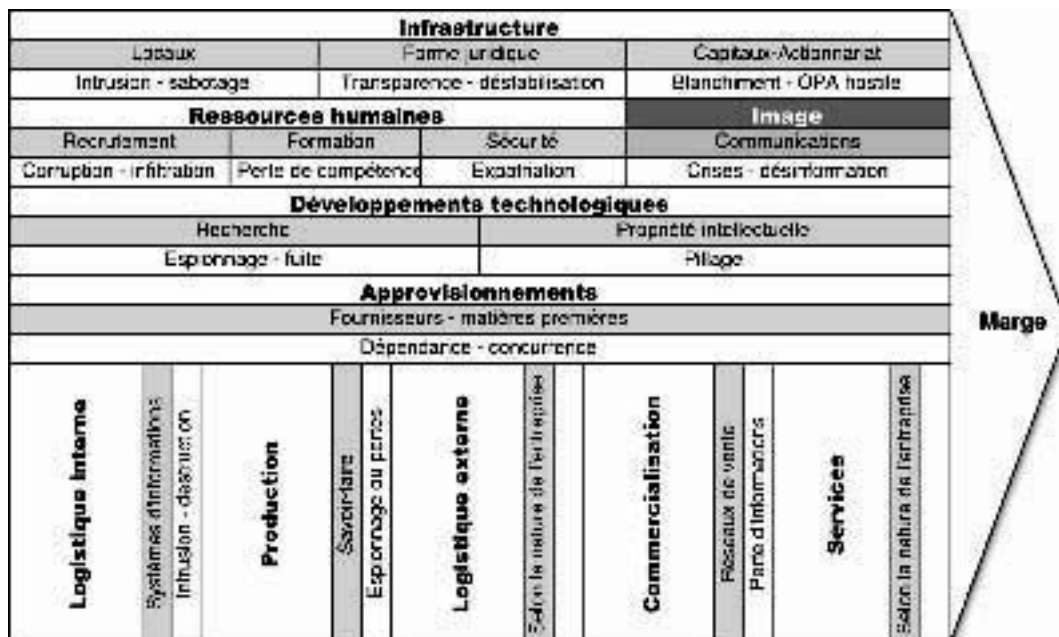 Infrastructure
Locaux Forme juridique Capitaux-Actionnariat
Intrusion - sabotage Transparence - déstabilisation Blanchiment - OPA hostile
Ressources humaines Image
Recrutement Formation Sécurité Communications
Corruption - infiltration Perte de compétence Expatriation Crises - désinformation
Développements technologiques
Recherche Propriété intellectuelle
Espionnage - fuite Pillage
Approvisionnements
Fournisseurs - matières premières
Marge
Dépendance - concurrence
Logistique interne
Systèmes d'informations
Intrusion - destruction
Production
Savoir-faire
Espionnage ou pertes
Logistique externe
Selon la nature de l'entreprise
Commercialisation
Réseaux de vente
Perte d'informations
Services
Selon la nature de l'entreprise